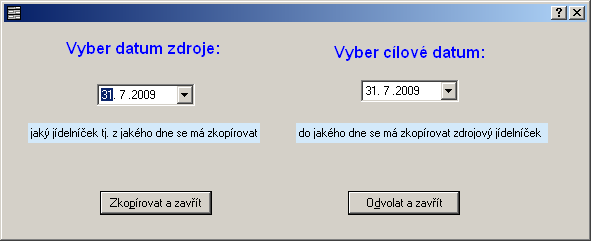 Vyber datum zdroje:
Vyber cílové datum:
31. 7 .2009
31. 7 .2009
jaký jídelníček tj. z jakého dne se má zkopírovat
do jakého dne se má zkopírovat zdrojový jídelníček
Zkopírovat a zavřít
Odvolat a zavřít